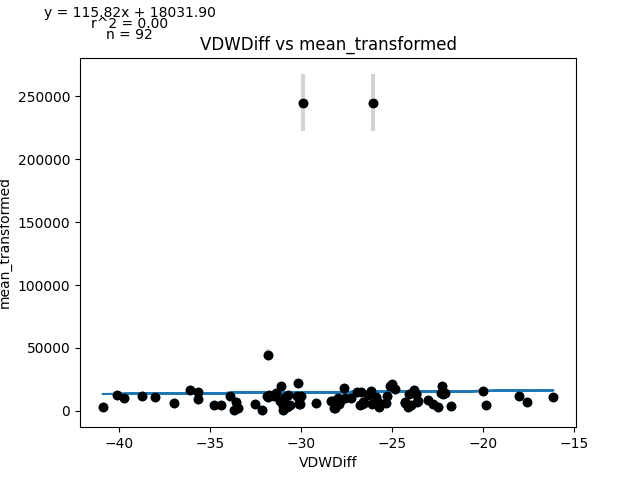 y = 115.82x + 18031.90
r^2 = 0.00
n = 92
VDWDiff vs mean_transformed
mean_transformed
250000
200000
150000
100000
50000
0
−40
−35
−30
−25
−20
−15
VDWDiff